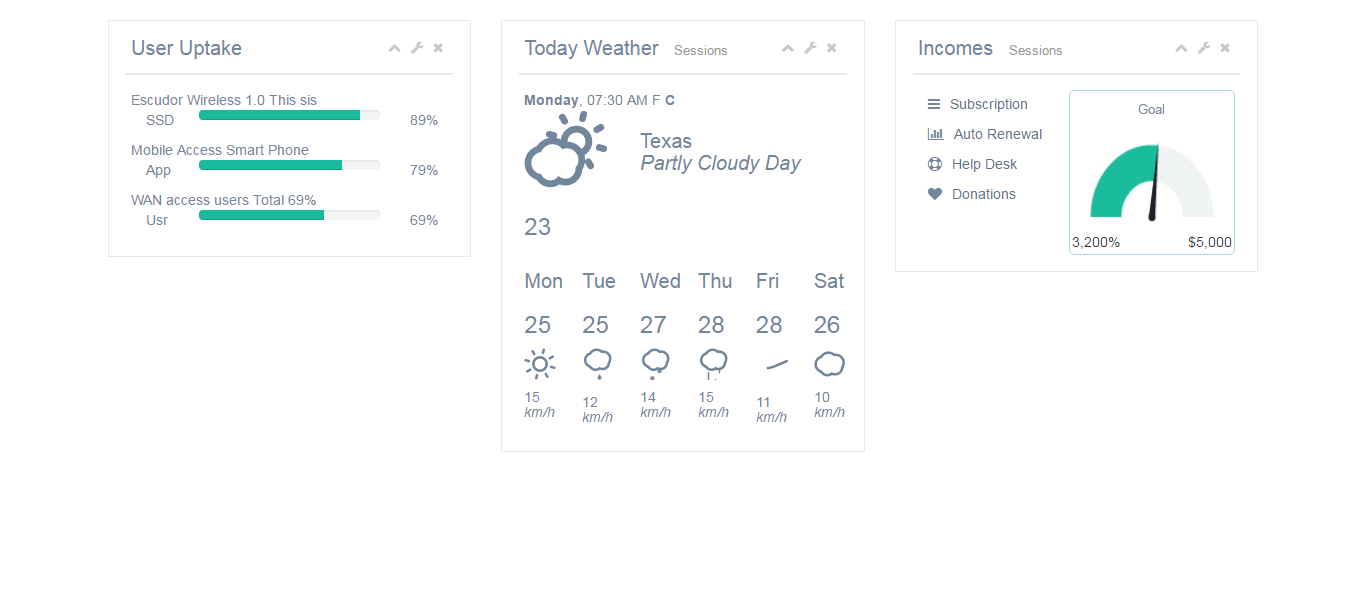 User Uptake
Escudor Wireless 1.0 This sis
SSD 89%
Mobile Access Smart Phone
App 79%
WAN access users Total 69%
Usr 69%
Today Weather Sessions
Monday, 07:30 AM F C
Texas
Partly Cloudy Day
23
Mon Tue Wed Thu Fri Sat
25 25 27 28 28 26
15 12 14 15 11 10
km/h km/h km/h km/h km/h km/h
Incomes Sessions
Subscription
Auto Renewal
Help Desk
Donations
Goal
3,200% $5,000